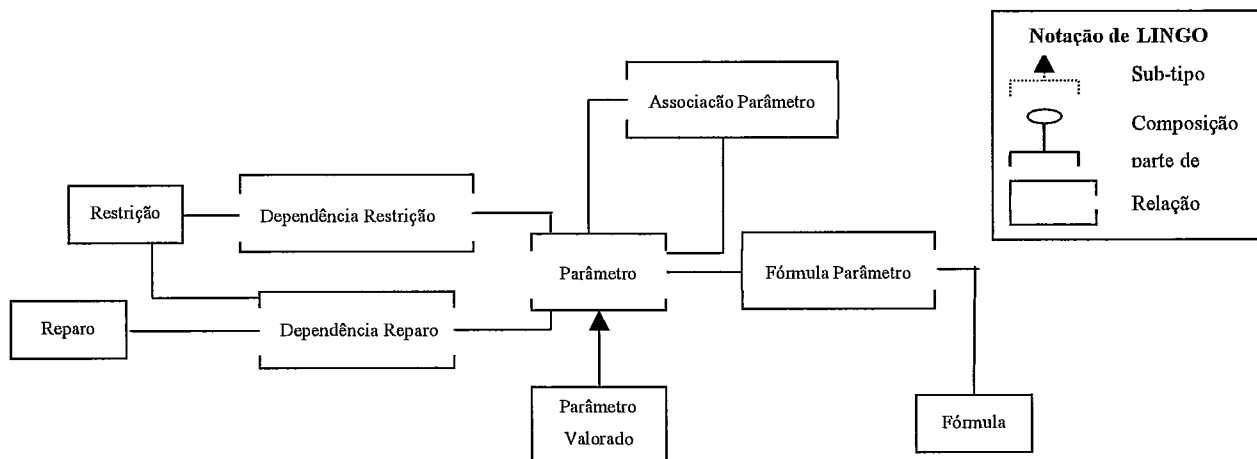 Notação de LINGO
Sub-tipo
Composição
parte de
Relação
Associacão Parâmetro
Restrição
Dependência Restrição
Parâmetro
Fórmula Parâmetro
Reparo
Dependência Reparo
Parâmetro
Valorado
Fórmula